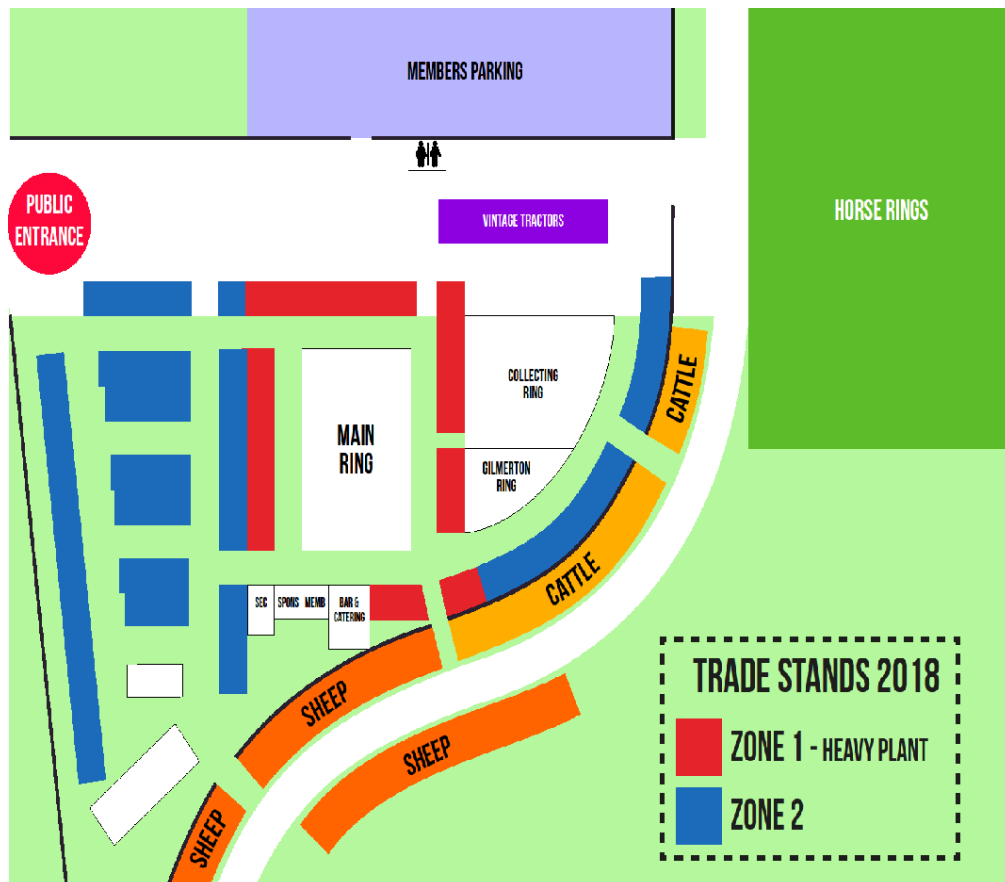 MEMBERS PARKING
PUBLIC
ENTRANCE
VINTAGE TRACTORS
HORSE RINGS
COLLECTING
RING
CATTLE
MAIN
RING
GILMERTON
RING
CATTLE
SEC
SPONS
MEMB
BAR &
CATERING
SHEEP
SHEEP
SHEEP
TRADE STANDS 2018
ZONE 1 - HEAVY PLANT
ZONE 2